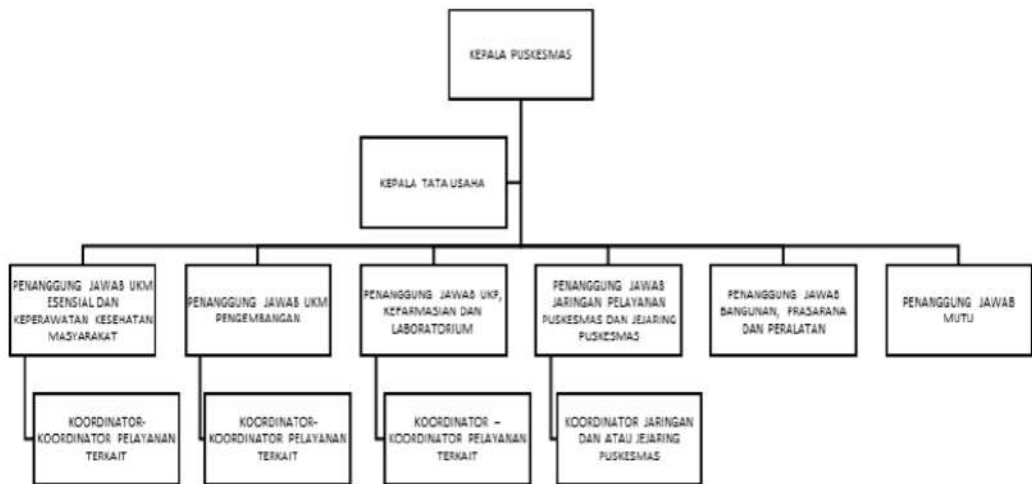 KEPALA PUSKESMAS
KEPALA TATA USAHA
PENANGGUNG JAWAB UKM
ESENSIAL DAN
KEPERAWATAN KESEHATAN
MASYARAKAT
PENANGGUNG JAWAB UKM
PENGEMBANGAN
PENANGGUNG JAWAB UKP,
KEFARMASIAN DAN
LABORATORIUM
PENANGGUNG JAWAB
JARINGAN PELAYANAN
PUSKESMAS DAN JEJARING
PUSKESMAS
PENANGGUNG JAWAB
BANGUNAN, PRASARANA
DAN PERALATAN
PENANGGUNG JAWAB
MUTU
KOORDINATOR-
KOORDINATOR PELAYANAN
TERKAIT
KOORDINATOR-
KOORDINATOR PELAYANAN
TERKAIT
KOORDINATOR –
KOORDINATOR PELAYANAN
TERKAIT
KOORDINATOR JARINGAN
DAN ATAU JEJARING
PUSKESMAS